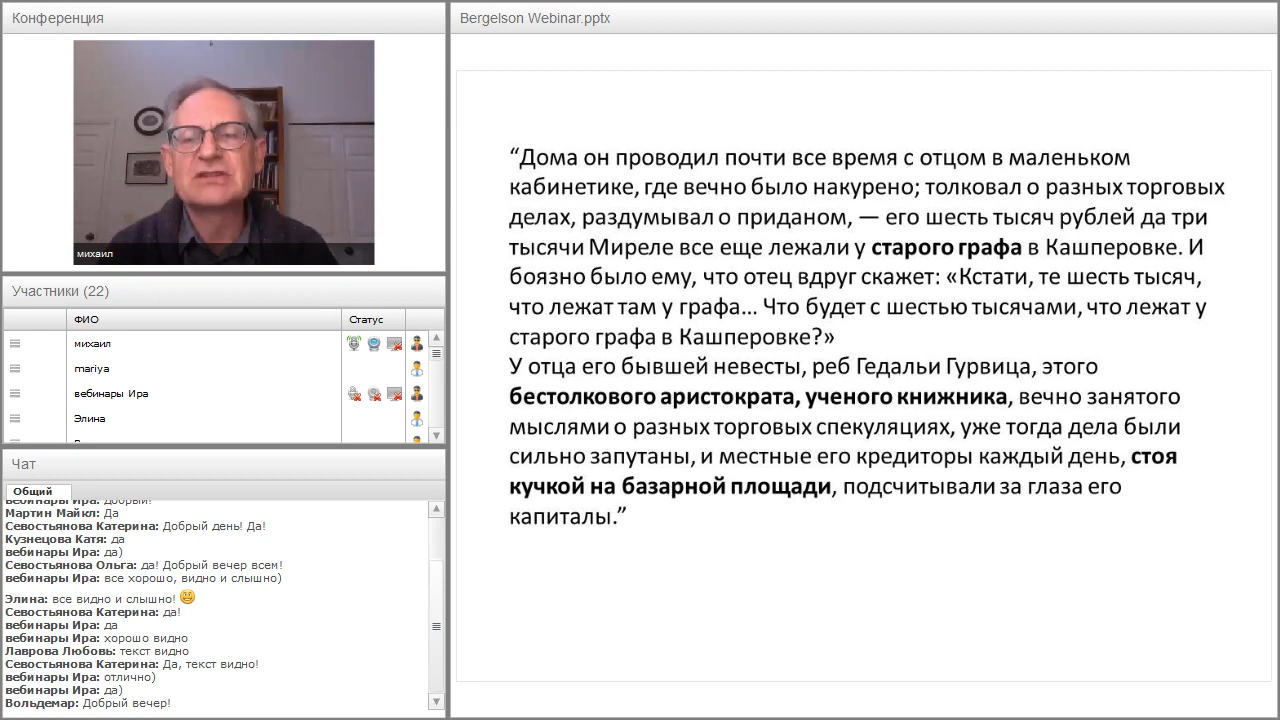 Конференция
михаил
Участники (22)
ФИО
Статус
михаил
mariya
вебинары Ира
Элина
Чат
Общий
вебинары Ира: добрый!
Мартин Майкл: Да
Севостьянова Катерина: Добрый день! Да!
Кузнецова Катя: да
вебинары Ира: да)
Севостьянова Ольга: да! Добрый вечер всем!
вебинары Ира: все хорошо, видно и слышно)
Элина: все видно и слышно!
Севостьянова Катерина: да!
вебинары Ира: да
вебинары Ира: хорошо видно
Лаврова Любовь: текст видно
Севостьянова Катерина: Да, текст видно!
вебинары Ира: отлично)
вебинары Ира: да)
Вольдемар: Добрый вечер!
Bergelson Webinar.pptx
“Дома он проводил почти все время с отцом в маленьком
кабинетике, где вечно было накурено; толковал о разных торговых
делах, раздумывал о приданом, — его шесть тысяч рублей да три
тысячи Миреле все еще лежали у старого графа в Кашперовке. И
боязно было ему, что отец вдруг скажет: «Кстати, те шесть тысяч,
что лежат там у графа… Что будет с шестью тысячами, что лежат у
старого графа в Кашперовке?»
У отца его бывшей невесты, реб Гедальи Гурвица, этого
бестолкового аристократа, ученого книжника, вечно занятого
мыслями о разных торговых спекуляциях, уже тогда дела были
сильно запутаны, и местные его кредиторы каждый день, стоя
кучкой на базарной площади, подсчитывали за глаза его
капиталы.”